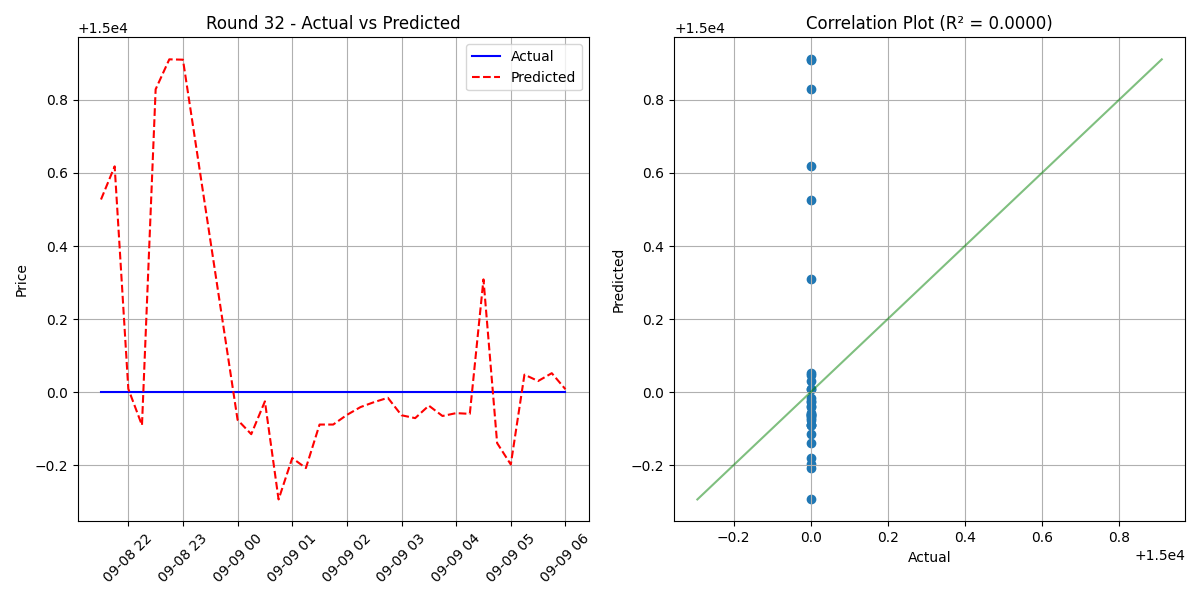 Round 32 - Actual vs Predicted
+1.5e4
Actual
Predicted
0.8
0.6
0.4
0.2
0.0
−0.2
Price
09-08 22
09-08 23
09-09 00
09-09 01
09-09 02
09-09 03
09-09 04
09-09 05
09-09 06
Correlation Plot (R² = 0.0000)
+1.5e4
0.8
0.6
0.4
0.2
0.0
−0.2
Predicted
−0.2
0.0
0.2
0.4
0.6
0.8
Actual
+1.5e4